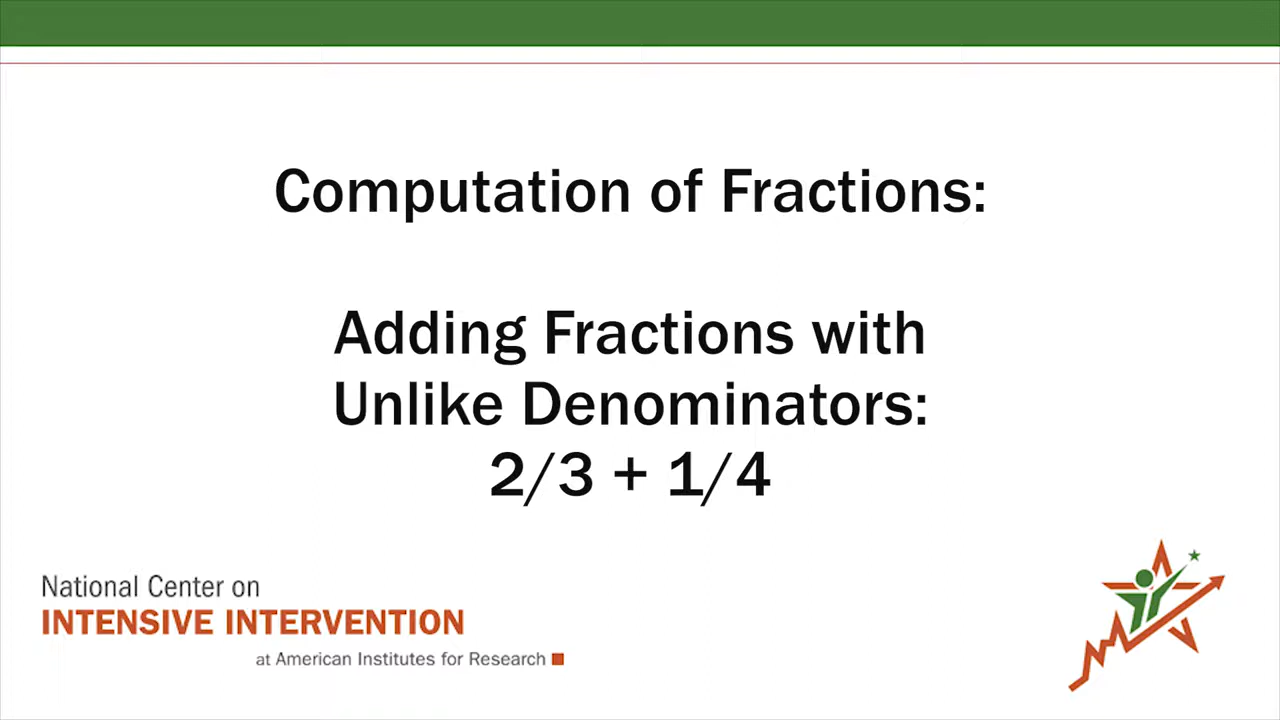 Computation of Fractions:
Adding Fractions with
Unlike Denominators:
2/3 + 1/4
National Center on
INTENSIVE INTERVENTION
at American Institutes for Research